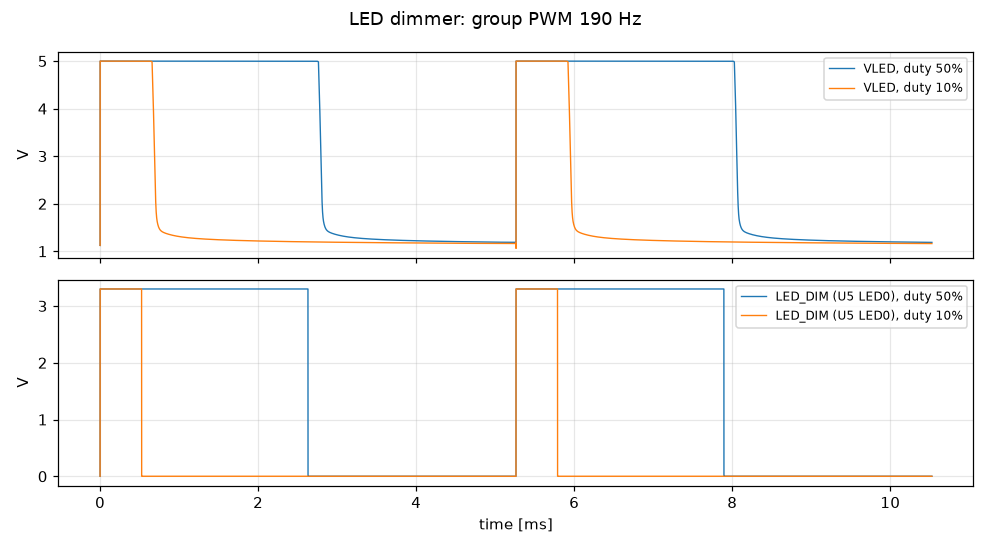 LED dimmer: group PWM 190 Hz
5
4
3
2
1
V
VLED, duty 50%
VLED, duty 10%
3
2
1
0
V
LED_DIM (U5 LED0), duty 50%
LED_DIM (U5 LED0), duty 10%
0 2 4 6 8 10
time [ms]